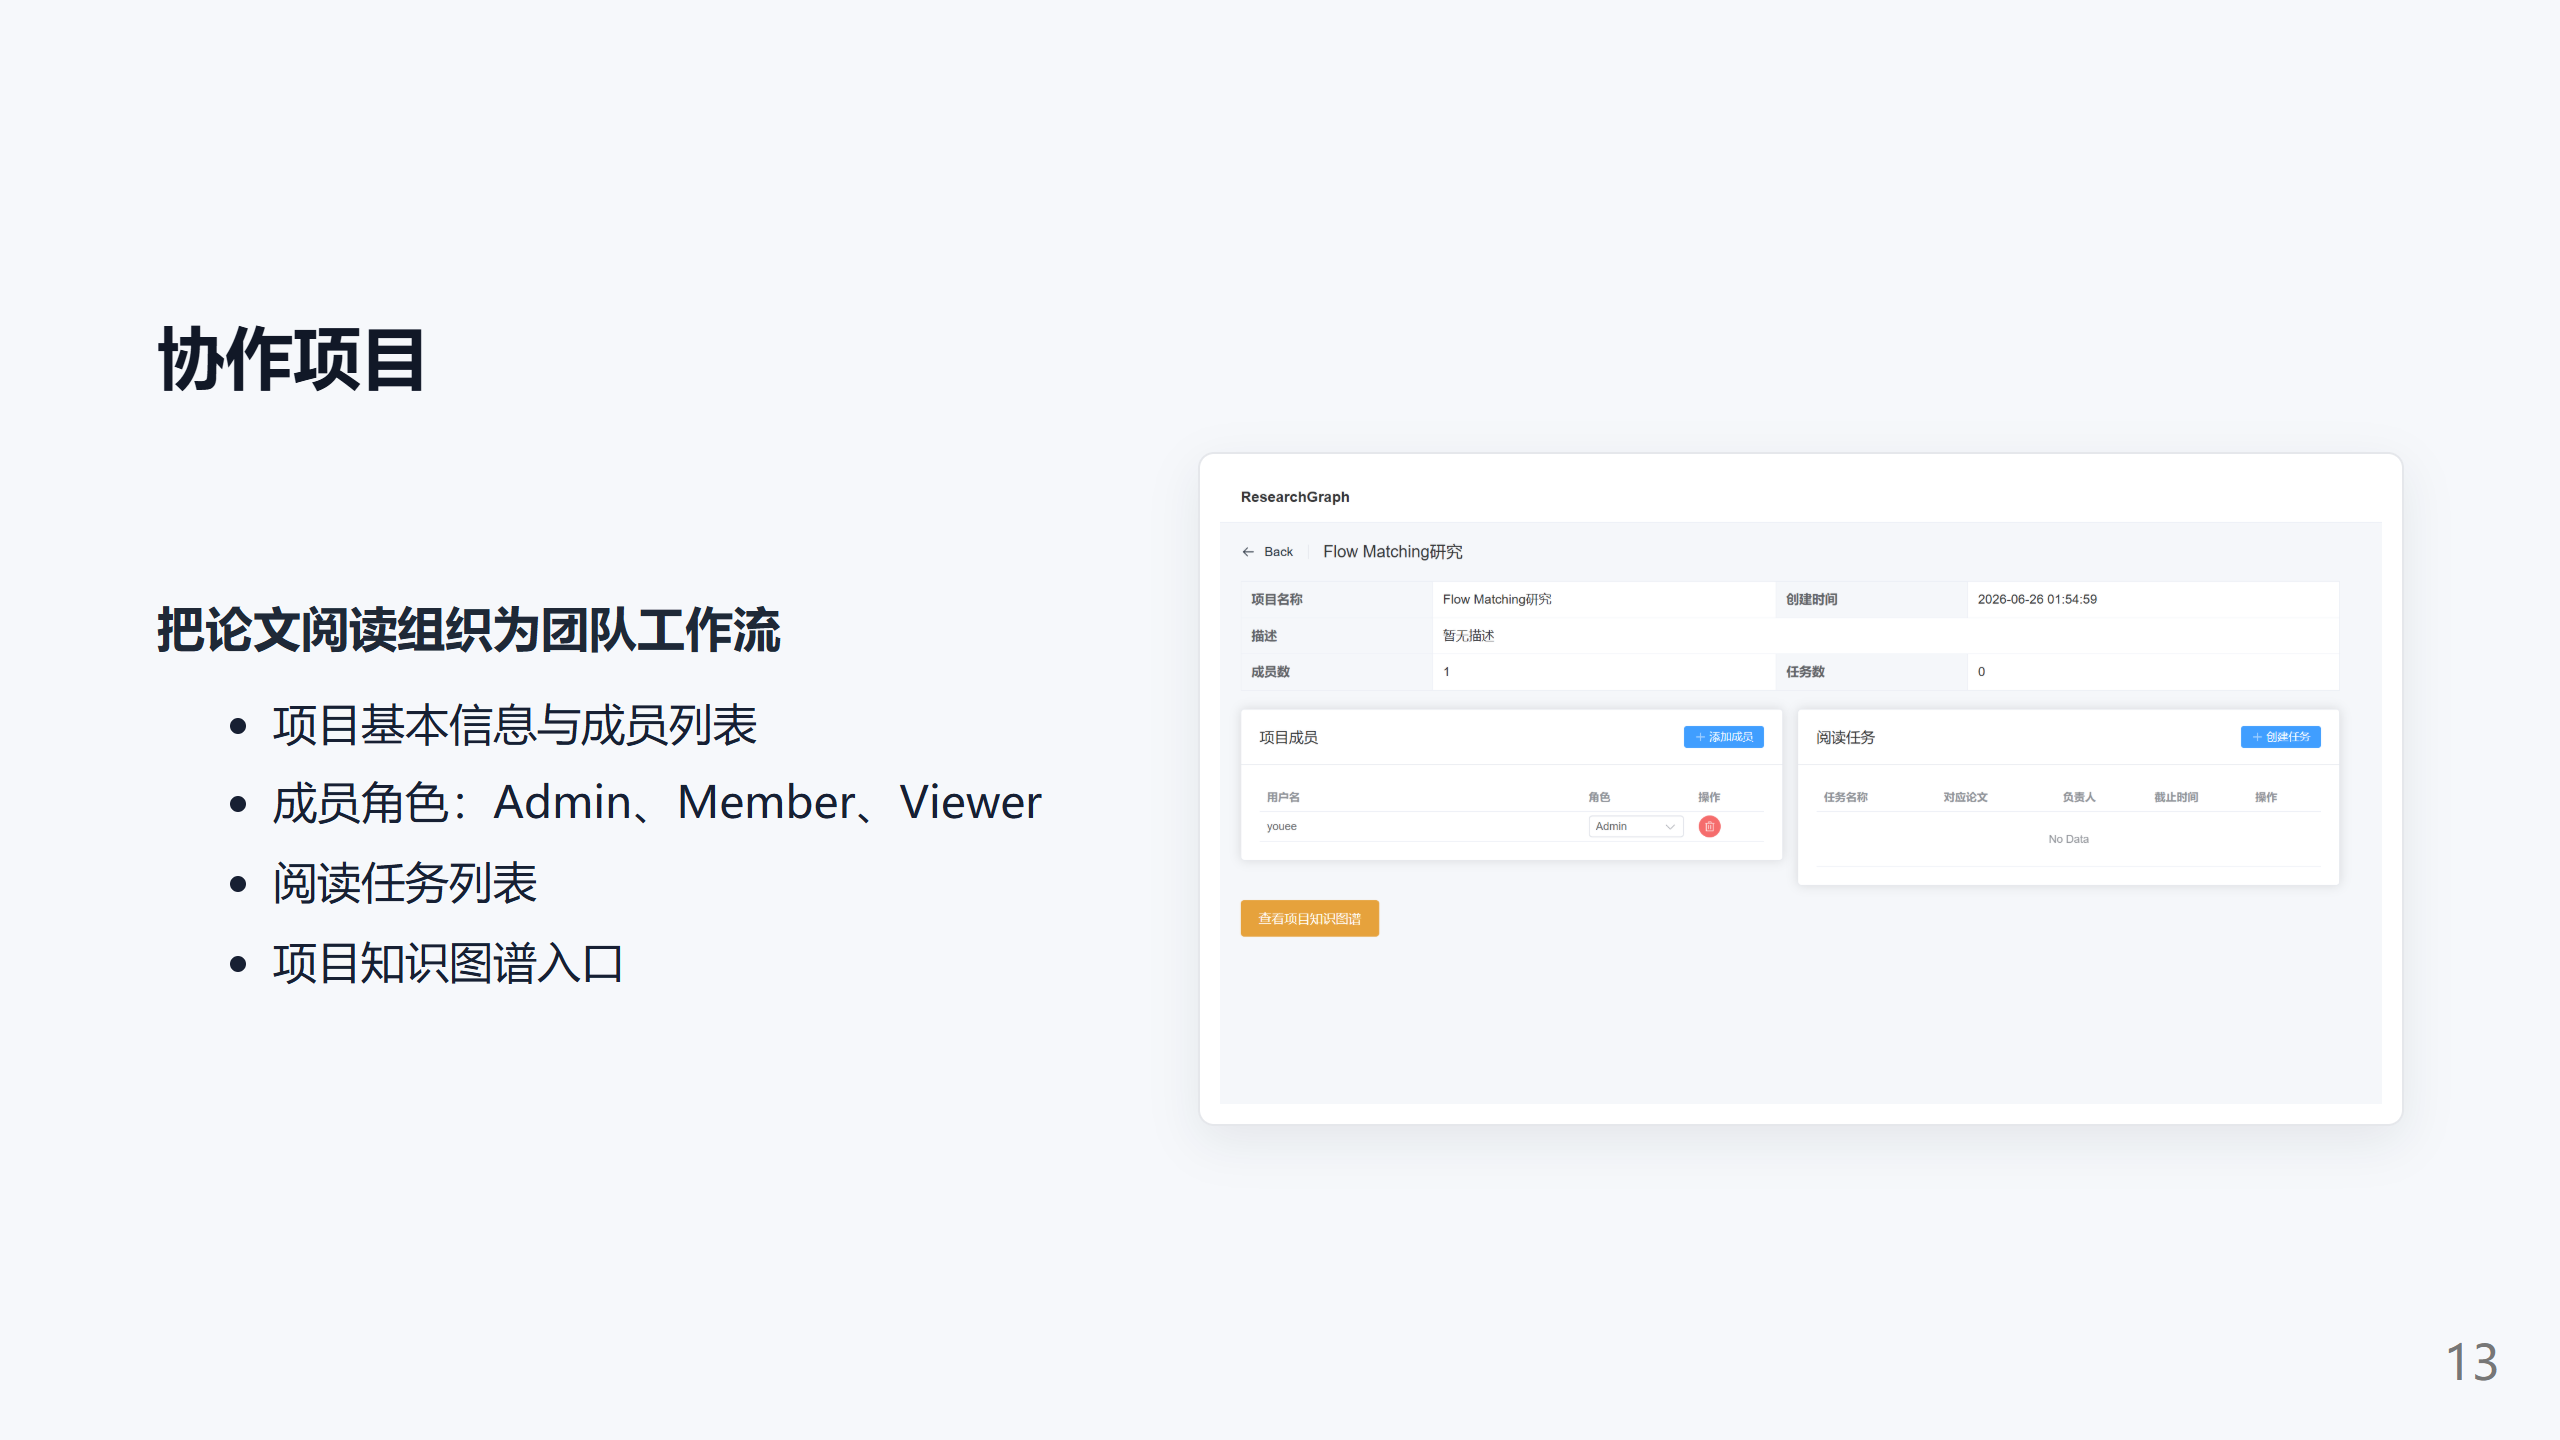 协作项目
把论文阅读组织为团队工作流
• 项目基本信息与成员列表
• 成员角色：Admin、Member、Viewer
• 阅读任务列表
• 项目知识图谱入口
ResearchGraph
Back Flow Matching研究
项目名称 Flow Matching研究 创建时间 2026-06-26 01:54:59
描述 暂无描述
成员数 1 任务数 0
项目成员 + 添加成员
用户名 角色 操作
youee Admin
阅读任务 + 创建任务
任务名称 对应论文 负责人 截止时间 操作
No Data
查看项目知识图谱
13